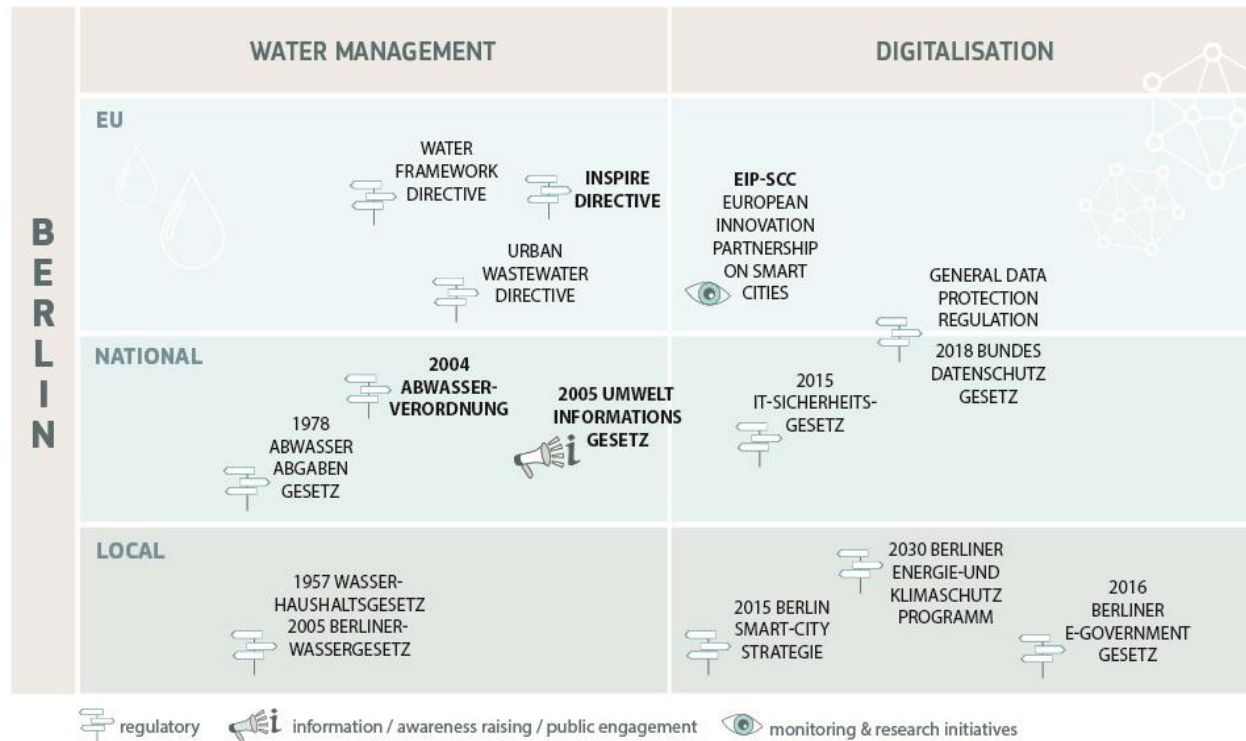 WATER MANAGEMENT
DIGITALISATION
BERLIN
EU
WATER
FRAMEWORK
DIRECTIVE
INSPIRE
DIRECTIVE
URBAN
WASTEWATER
DIRECTIVE
EIP-SCC
EUROPEAN
INNOVATION
PARTNERSHIP
ON SMART
CITIES
GENERAL DATA
PROTECTION
REGULATION
NATIONAL
2004
ABWASSER-
VERORDNUNG
2005 UMWELT
INFORMATIONS
GESETZ
1978
ABWASSER
ABGABEN
GESETZ
2015
IT-SICHERHEITS-
GESETZ
2018 BUNDES
DATENSCHUTZ
GESETZ
LOCAL
1957 WASSER-
HAUSHALTSGESETZ
2005 BERLINER-
WASSERGESETZ
2015 BERLIN
SMART-CITY
STRATEGIE
2030 BERLINER
ENERGIE-UND
KLIMASCHUTZ
PROGRAMM
2016
BERLINER
E-GOVERNMENT
GESETZ
regulatory
i information / awareness raising / public engagement
monitoring & research initiatives